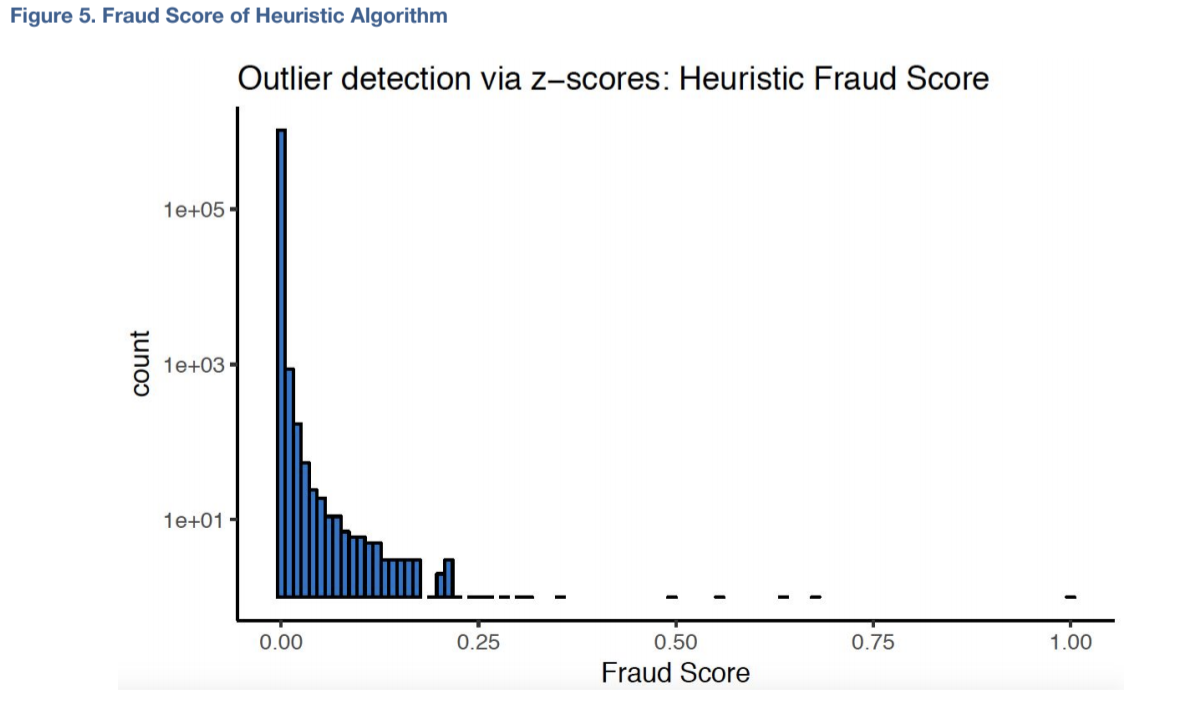 Figure 5. Fraud Score of Heuristic Algorithm
Outlier detection via z−scores: Heuristic Fraud Score
1e+05
1e+03
1e+01
count
0.00 0.25 0.50 0.75 1.00
Fraud Score